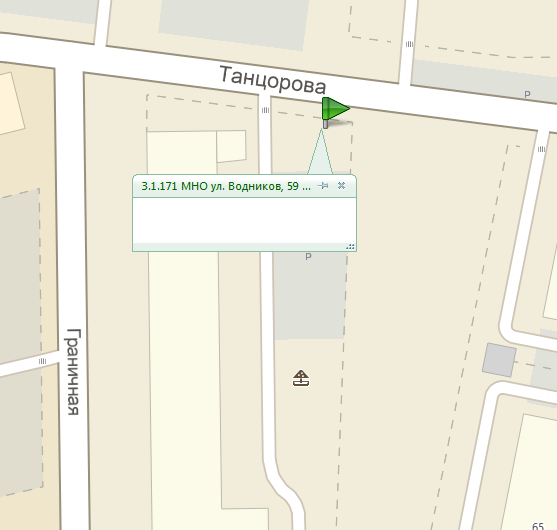 Танцорова
P
3.1.171 МНО ул. Водников, 59 ...
P
Граничная
65